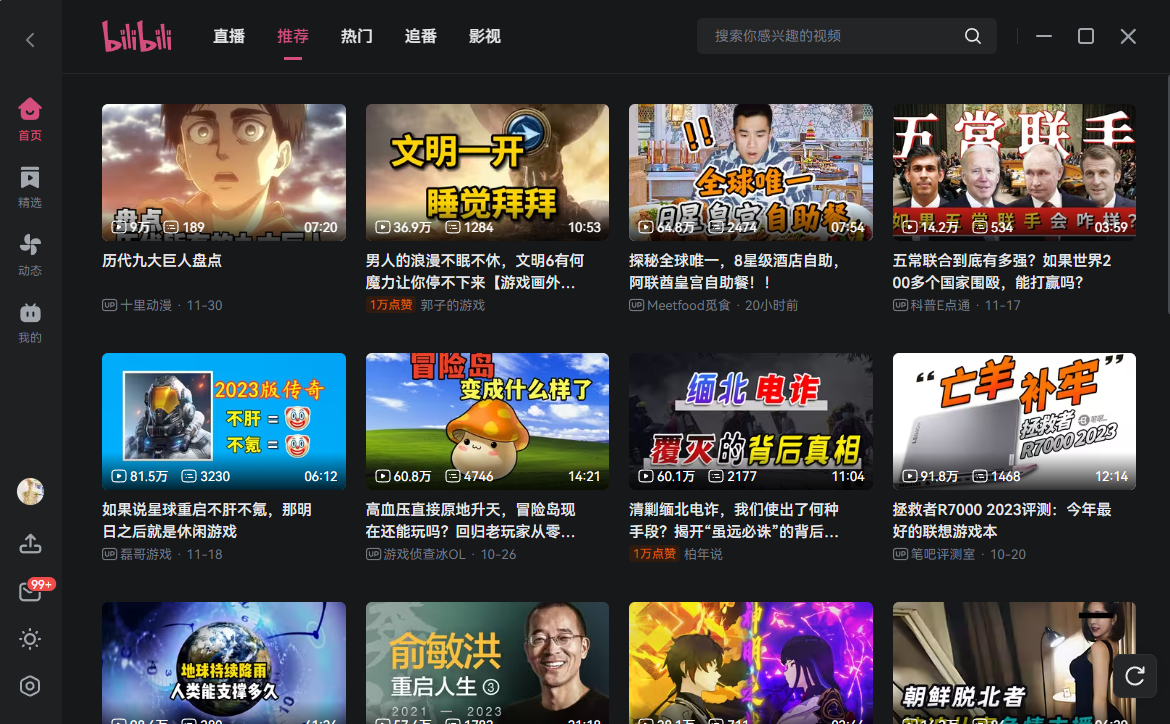 bilibili
直播
推荐
热门
追番
影视
搜索你感兴趣的视频
首页
精选
动态
我的
99+
盘点
9万
189
07:20
历代九大巨人盘点
UP 十里动漫 · 11-30
文明一开
睡觉拜拜
36.9万
1284
10:53
男人的浪漫不眠不休，文明6有何
魔力让你停不下来【游戏画外...
1万点赞
郭子的游戏
!!
全球唯一
8星皇宫自助餐
64.8万
2474
07:54
探秘全球唯一，8星级酒店自助，
阿联酋皇宫自助餐！！
UP Meetfood觅食 · 20小时前
五常联手
如果五常联手会咋样?
14.2万
534
03:59
五常联合到底有多强？如果世界2
00多个国家围殴，能打赢吗？
UP 科普E点通 · 11-17
2023版传奇
不肝 =
不氪 =
81.5万
3230
06:12
如果说星球重启不肝不氪，那明
日之后就是休闲游戏
UP 磊哥游戏 · 11-18
冒险岛
变成什么样了
60.8万
4746
14:21
高血压直接原地升天，冒险岛现
在还能玩吗？回归老玩家从零...
UP 游戏侦查冰OL · 10-26
缅北 电诈
覆灭的背后真相
60.1万
2177
11:04
清剿缅北电诈，我们使出了何种
手段？揭开“虽远必诛”的背后...
1万点赞
柏年说
“亡羊补牢”
拯救者
R7000 2023
91.8万
1468
12:14
拯救者R7000 2023评测：今年最
好的联想游戏本
UP 笔吧评测室 · 10-20
地球持续降雨
人类能支撑多久
俞敏洪
重启人生③
2021 — 2023
神明
朝鲜脱北者